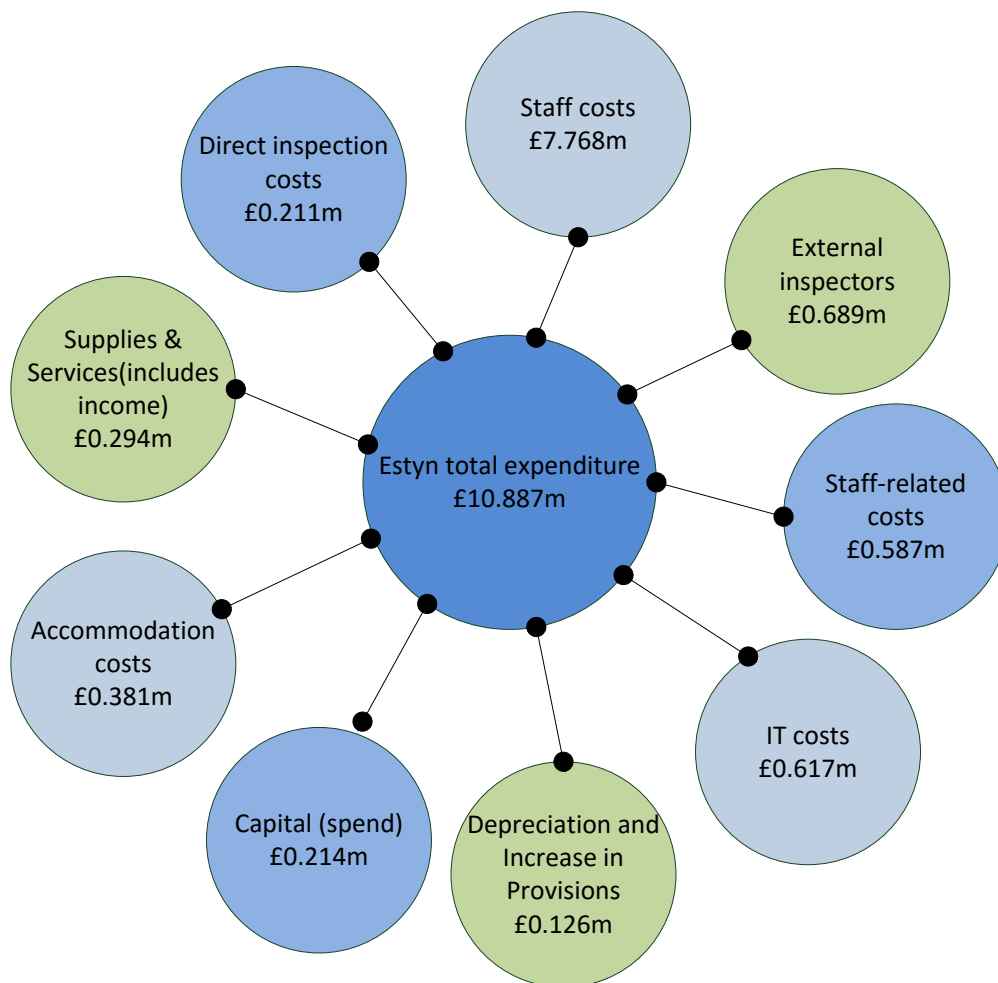 Staff costs
£7.768m
Direct inspection
costs
£0.211m
External
inspectors
£0.689m
Supplies &
Services(includes
income)
£0.294m
Estyn total expenditure
£10.887m
Staff-related
costs
£0.587m
Accommodation
costs
£0.381m
IT costs
£0.617m
Capital (spend)
£0.214m
Depreciation and
Increase in
Provisions
£0.126m